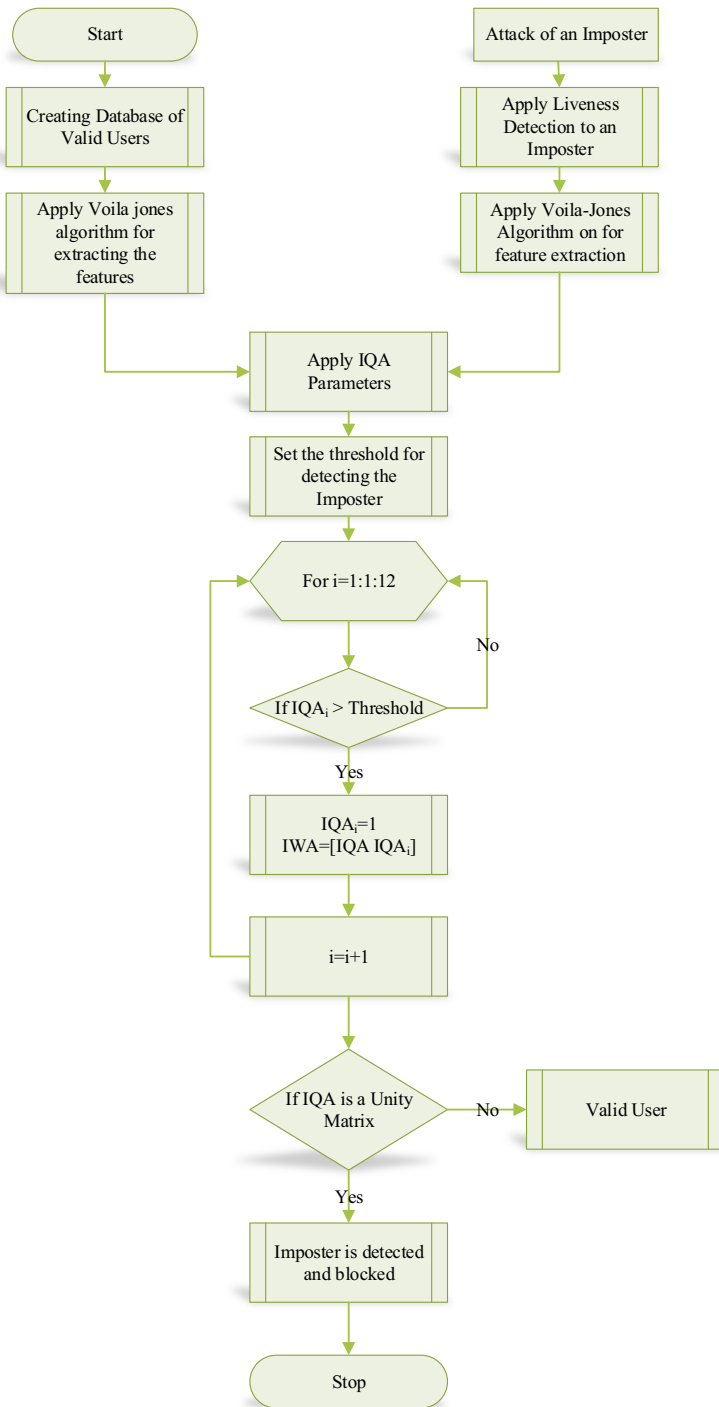 Start
Attack of an Imposter
Creating Database of
Valid Users
Apply Liveness
Detection to an
Imposter
Apply Voila jones
algorithm for
extracting the
features
Apply Voila-Jones
Algorithm on for
feature extraction
Apply IQA
Parameters
Set the threshold for
detecting the
Imposter
For i=1:1:12
No
If IQAᵢ > Threshold
Yes
IQAᵢ=1
IWA=[IQA IQAᵢ]
i=i+1
If IQA is a Unity
Matrix
No
Valid User
Yes
Imposter is detected
and blocked
Stop